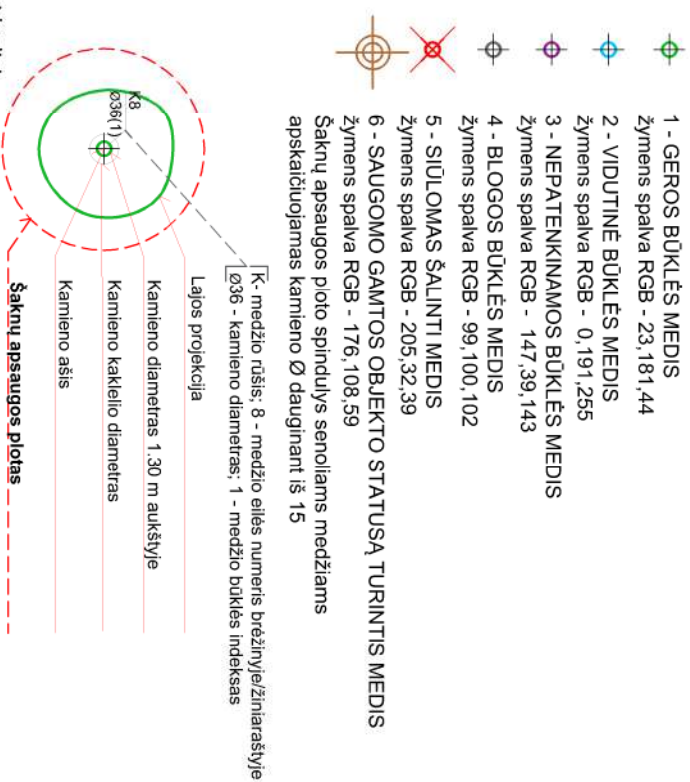 1 - GEROS BŪKLĖS MEDIS
žymens spalva RGB - 23,181,44
2 - VIDUTINĖ BŪKLĖS MEDIS
žymens spalva RGB - 0,191,255
3 - NEPATENKINAMOS BŪKLĖS MEDIS
žymens spalva RGB - 147,39,143
4 - BLOGOS BŪKLĖS MEDIS
žymens spalva RGB - 99,100,102
5 - SIŪLOMAS ŠALINTI MEDIS
žymens spalva RGB - 205,32,39
6 - SAUGOMO GAMTOS OBJEKTO STATUSĄ TURINTIS MEDIS
žymens spalva RGB - 176,108,59
Šaknų apsaugos ploto spindulys senoliams medžiams
apskaičiuojamas kamieno Ø dauginant iš 15
K- medžio rūšis; 8 - medžio eilės numeris brėžinyje/žiniaraštyje
Ø36 - kamieno diametras; 1 - medžio būklės indeksas
K8
Ø36(1)
Lajos projekcija
Kamieno diametras 1.30 m aukštyje
Kamieno kaklelio diametras
Kamieno ašis
Šaknų apsaugos plotas